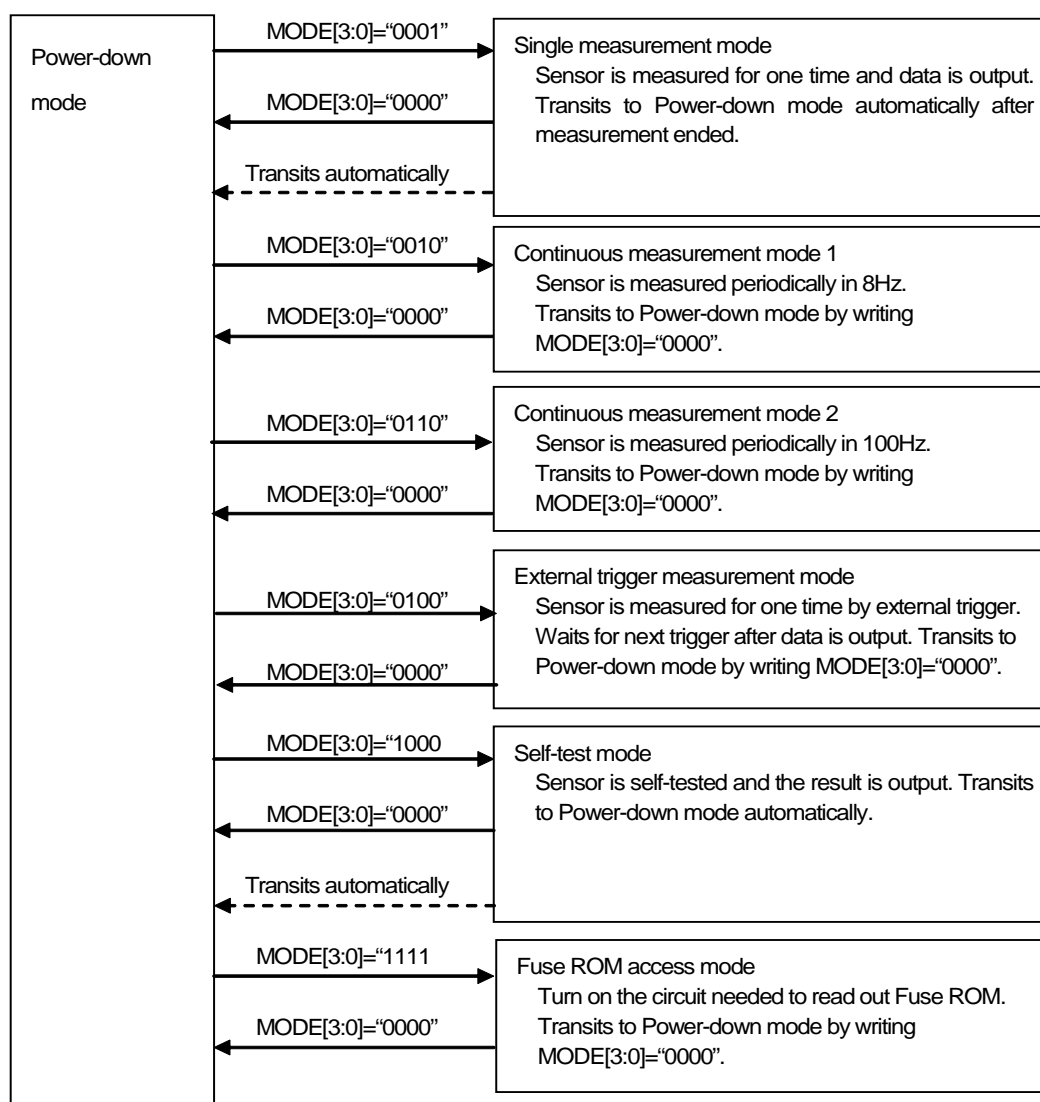 Power-down
mode
MODE[3:0]=“0001”
MODE[3:0]=“0000”
Transits automatically
Single measurement mode
Sensor is measured for one time and data is output.
Transits to Power-down mode automatically after
measurement ended.
MODE[3:0]=“0010”
MODE[3:0]=“0000”
Continuous measurement mode 1
Sensor is measured periodically in 8Hz.
Transits to Power-down mode by writing
MODE[3:0]=“0000”.
MODE[3:0]=“0110”
MODE[3:0]=“0000”
Continuous measurement mode 2
Sensor is measured periodically in 100Hz.
Transits to Power-down mode by writing
MODE[3:0]=“0000”.
MODE[3:0]=“0100”
MODE[3:0]=“0000”
External trigger measurement mode
Sensor is measured for one time by external trigger.
Waits for next trigger after data is output. Transits to
Power-down mode by writing MODE[3:0]=“0000”.
MODE[3:0]=“1000
MODE[3:0]=“0000”
Transits automatically
Self-test mode
Sensor is self-tested and the result is output. Transits
to Power-down mode automatically.
MODE[3:0]=“1111
MODE[3:0]=“0000”
Fuse ROM access mode
Turn on the circuit needed to read out Fuse ROM.
Transits to Power-down mode by writing
MODE[3:0]=“0000”.